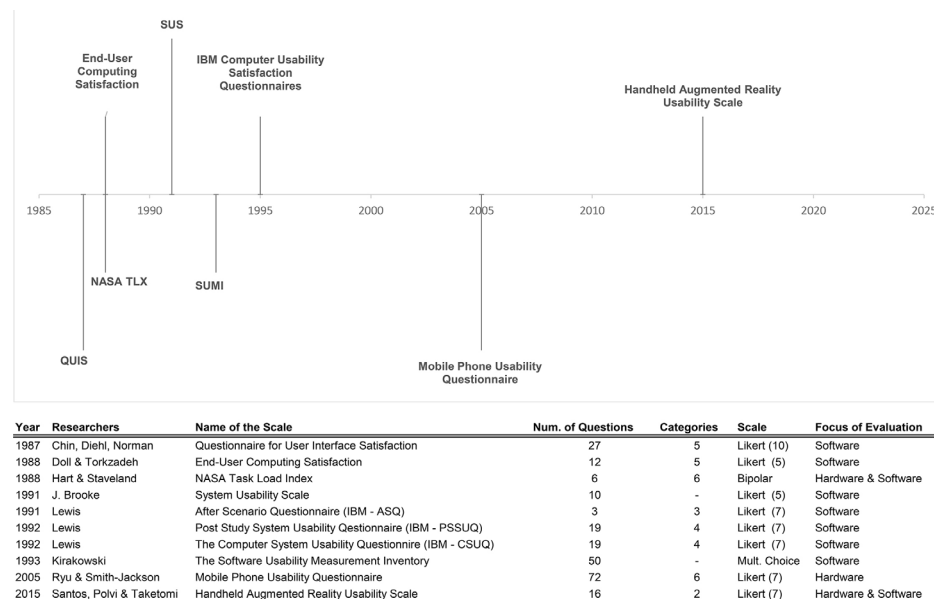 SUS
End-User
Computing
Satisfaction
IBM Computer Usability
Satisfaction
Questionnaires
Handheld Augmented Reality
Usability Scale
1985 1990 1995 2000 2005 2010 2015 2020 2025
NASA TLX
SUMI
QUIS
Mobile Phone Usability
Questionnaire
Year Researchers Name of the Scale Num. of Questions Categories Scale Focus of Evaluation
1987 Chin, Diehl, Norman Questionnaire for User Interface Satisfaction 27 5 Likert (10) Software
1988 Doll & Torkzadeh End-User Computing Satisfaction 12 5 Likert (5) Software
1988 Hart & Staveland NASA Task Load Index 6 6 Bipolar Hardware & Software
1991 J. Brooke System Usability Scale 10 - Likert (5) Software
1991 Lewis After Scenario Questionnaire (IBM - ASQ) 3 3 Likert (7) Software
1992 Lewis Post Study System Usability Qestionnaire (IBM - PSSUQ) 19 4 Likert (7) Software
1992 Lewis The Computer System Usability Questionnire (IBM - CSUQ) 19 4 Likert (7) Software
1993 Kirakowski The Software Usability Measurement Inventory 50 - Mult. Choice Software
2005 Ryu & Smith-Jackson Mobile Phone Usability Questionnaire 72 6 Likert (7) Hardware
2015 Santos, Polvi & Taketomi Handheld Augmented Reality Usability Scale 16 2 Likert (7) Hardware & Software